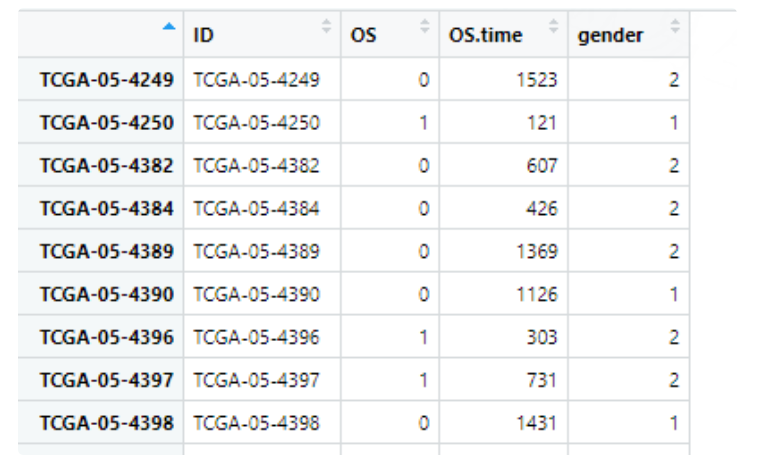 ID OS OS.time gender
TCGA-05-4249 TCGA-05-4249 0 1523 2
TCGA-05-4250 TCGA-05-4250 1 121 1
TCGA-05-4382 TCGA-05-4382 0 607 2
TCGA-05-4384 TCGA-05-4384 0 426 2
TCGA-05-4389 TCGA-05-4389 0 1369 2
TCGA-05-4390 TCGA-05-4390 0 1126 1
TCGA-05-4396 TCGA-05-4396 1 303 2
TCGA-05-4397 TCGA-05-4397 1 731 2
TCGA-05-4398 TCGA-05-4398 0 1431 1